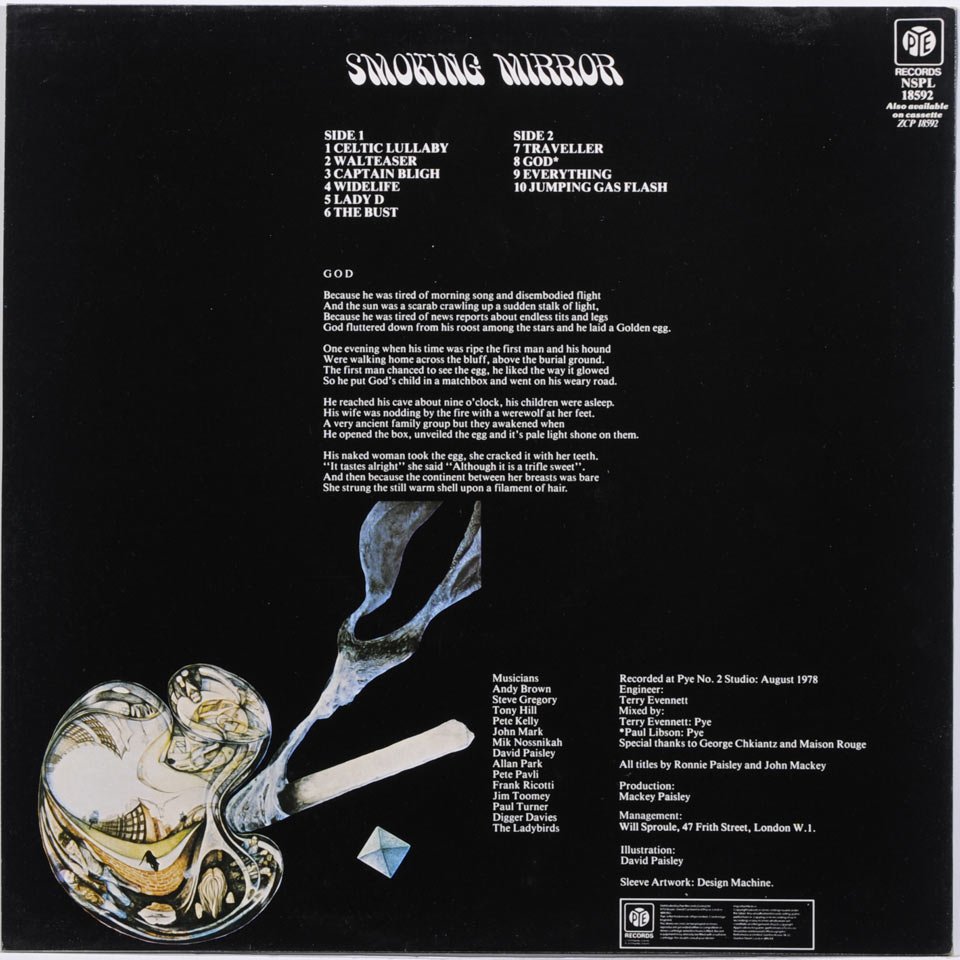 SMOKING MIRROR
PYE
RECORDS
NSPL
18592
Also available
on cassette
ZCP 18592
SIDE 1
1 CELTIC LULLABY
2 WALTEASER
3 CAPTAIN BLIGH
4 WIDELIFE
5 LADY D
6 THE BUST
SIDE 2
7 TRAVELLER
8 GOD*
9 EVERYTHING
10 JUMPING GAS FLASH
GOD
Because he was tired of morning song and disembodied flight
And the sun was a scarab crawling up a sudden stalk of light,
Because he was tired of news reports about endless tits and legs
God fluttered down from his roost among the stars and he laid a Golden egg.
One evening when his time was ripe the first man and his hound
Were walking home across the bluff, above the burial ground.
The first man chanced to see the egg, he liked the way it glowed
So he put God's child in a matchbox and went on his weary road.
He reached his cave about nine o'clock, his children were asleep.
His wife was nodding by the fire with a werewolf at her feet.
A very ancient family group but they awakened when
He opened the box, unveiled the egg and it's pale light shone on them.
His naked woman took the egg, she cracked it with her teeth.
"It tastes alright" she said "Although it is a trifle sweet".
And then because the continent between her breasts was bare
She strung the still warm shell upon a filament of hair.
Musicians
Andy Brown
Steve Gregory
Tony Hill
Pete Kelly
John Mark
Mik Nossnikah
David Paisley
Allan Park
Pete Pavli
Frank Ricotti
Jim Toomey
Paul Turner
Digger Davies
The Ladybirds
Recorded at Pye No. 2 Studio: August 1978
Engineer:
Terry Evennett
Mixed by:
Terry Evennett: Pye
*Paul Libson: Pye
Special thanks to George Chkiantz and Maison Rouge
All titles by Ronnie Paisley and John Mackey
Production:
Mackey Paisley
Management:
Will Sproule, 47 Frith Street, London W.1.
Illustration:
David Paisley
Sleeve Artwork: Design Machine.
PYE
RECORDS